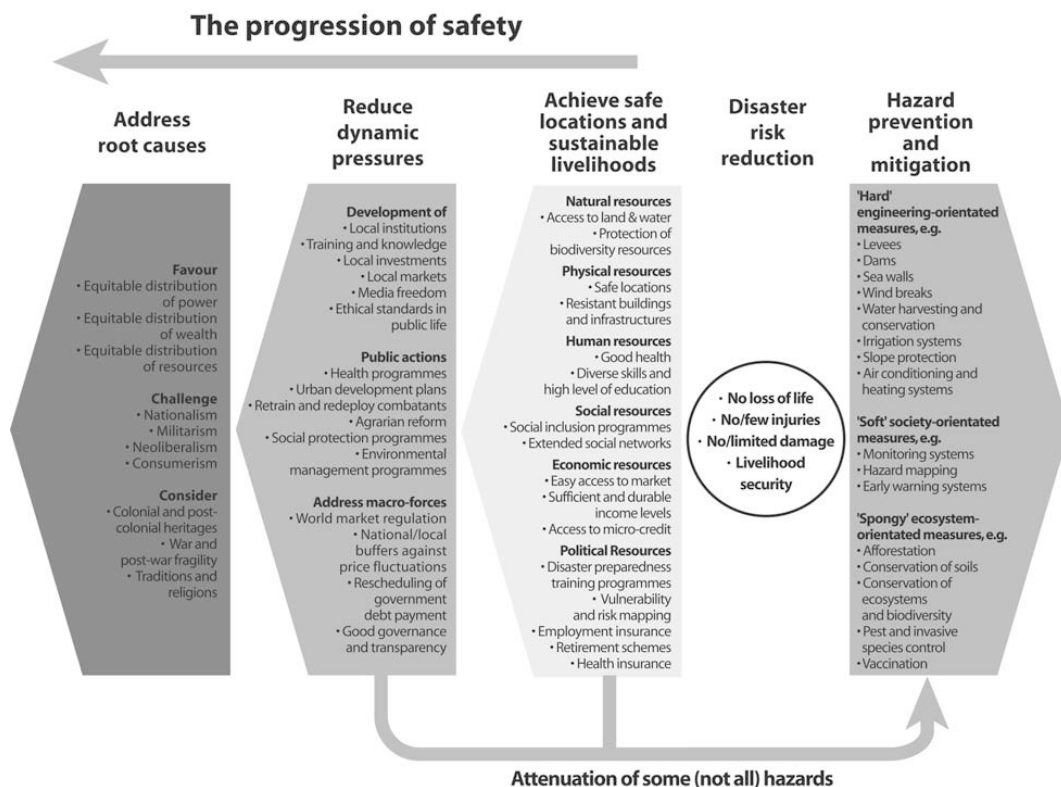 The progression of safety
Address
root causes
Favour
• Equitable distribution
of power
• Equitable distribution
of wealth
• Equitable distribution
of resources
Challenge
• Nationalism
• Militarism
• Neoliberalism
• Consumerism
Consider
• Colonial and post-
colonial heritages
• War and
post-war fragility
• Traditions and
religions
Reduce
dynamic
pressures
Development of
• Local institutions
• Training and knowledge
• Local investments
• Local markets
• Media freedom
• Ethical standards in
public life
Public actions
• Health programmes
• Urban development plans
• Retrain and redeploy combatants
• Agrarian reform
• Social protection programmes
• Environmental
management programmes
Address macro-forces
• World market regulation
• National/local
buffers against
price fluctuations
• Rescheduling of
government
debt payment
• Good governance
and transparency
Achieve safe
locations and
sustainable
livelihoods
Natural resources
• Access to land & water
• Protection of
biodiversity resources
Physical resources
• Safe locations
• Resistant buildings
and infrastructures
Human resources
• Good health
• Diverse skills and
high level of education
Social resources
• Social inclusion programmes
• Extended social networks
Economic resources
• Easy access to market
• Sufficient and durable
income levels
• Access to micro-credit
Political Resources
• Disaster preparedness
training programmes
• Vulnerability
and risk mapping
• Employment insurance
• Retirement schemes
• Health insurance
Disaster
risk
reduction
• No loss of life
• No/few injuries
• No/limited damage
• Livelihood
security
Hazard
prevention
and
mitigation
'Hard'
engineering-orientated
measures, e.g.
• Levees
• Dams
• Sea walls
• Wind breaks
• Water harvesting and
conservation
• Irrigation systems
• Slope protection
• Air conditioning and
heating systems
'Soft' society-orientated
measures, e.g.
• Monitoring systems
• Hazard mapping
• Early warning systems
'Spongy' ecosystem-
orientated measures, e.g.
• Afforestation
• Conservation of soils
• Conservation of
ecosystems
and biodiversity
• Pest and invasive
species control
• Vaccination
Attenuation of some (not all) hazards